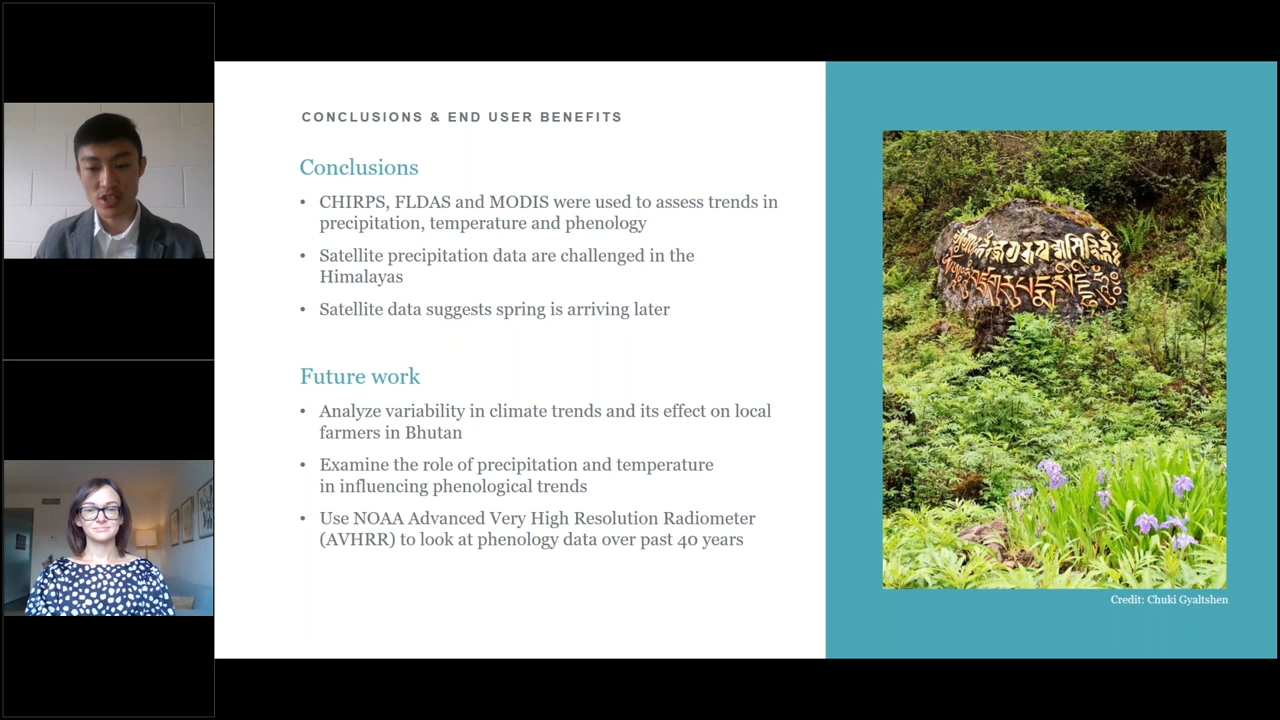 CONCLUSIONS & END USER BENEFITS
Conclusions
• CHIRPS, FLDAS and MODIS were used to assess trends in
precipitation, temperature and phenology
• Satellite precipitation data are challenged in the
Himalayas
• Satellite data suggests spring is arriving later
Future work
• Analyze variability in climate trends and its effect on local
farmers in Bhutan
• Examine the role of precipitation and temperature
in influencing phenological trends
• Use NOAA Advanced Very High Resolution Radiometer
(AVHRR) to look at phenology data over past 40 years
Credit: Chuki Gyaltshen